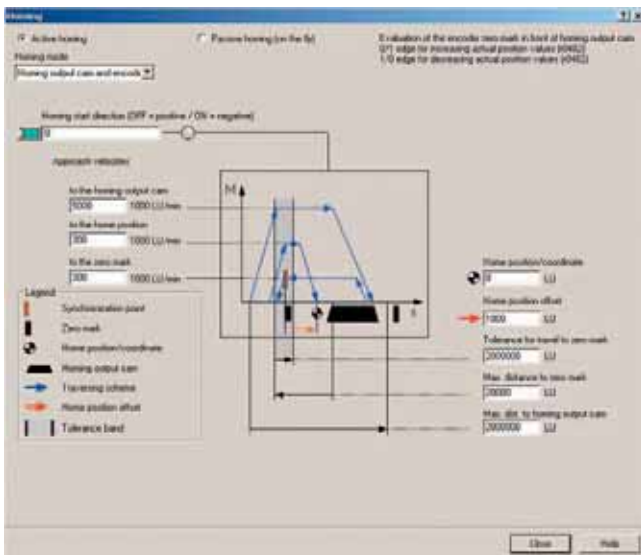 Homing
Active homing
Passive homing (on the fly)
Evaluation of the encoder zero mark in front of homing output cam
0/1 edge for increasing actual position values
1/0 edge for decreasing actual position values
Homing mode
Homing output cam and encode
Homing start direction (OFF = positive / ON = negative)
0
Approach velocities
to the homing output cam
5000 1000 LU/min
to the home position
300 1000 LU/min
to the zero mark
300 1000 LU/min
Legend
Synchronization point
Zero mark
Home position/coordinate
Homing output cam
Traversing scheme
Home position offset
Tolerance band
Home position/coordinate
0 LU
Home position offset
1000 LU
Tolerance for travel to zero mark
2000000 LU
Max. distance to zero mark
20000 LU
Max. dist. to homing output cam
2000000 LU
Close
Help